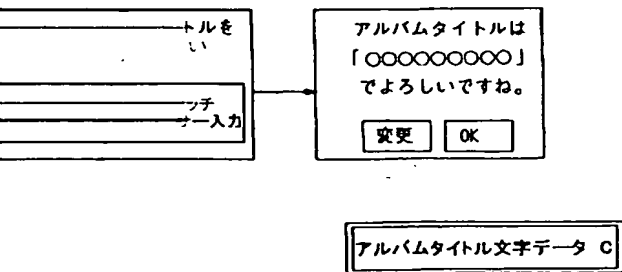 トルを
い
ッチ
入力
アルバムタイトルは
「○○○○○○○○○」
でよろしいですね。
変更
OK
アルバムタイトル文字データ C